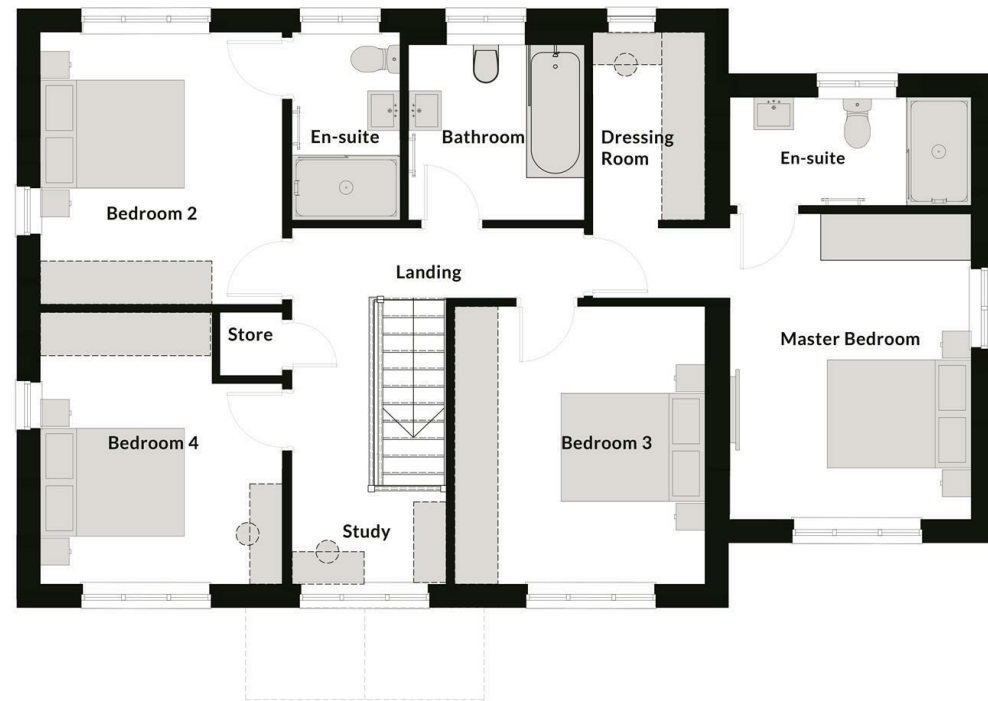 En-suite
Bathroom
Dressing
Room
En-suite
Bedroom 2
Landing
Store
Master Bedroom
Bedroom 4
Bedroom 3
Study